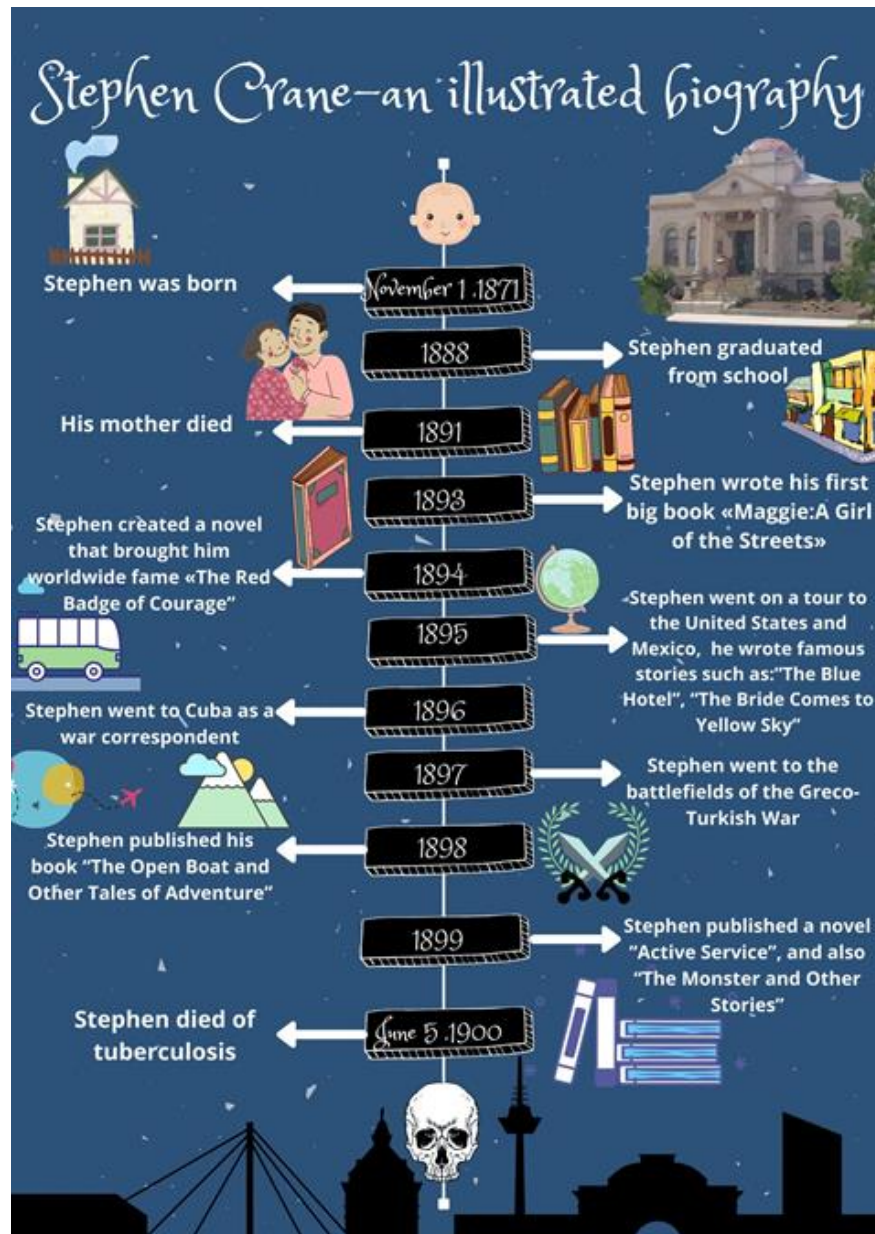 Stephen Crane–an illustrated biography
November 1 .1871
Stephen was born
1888
Stephen graduated
from school
1891
His mother died
1893
Stephen wrote his first
big book «Maggie:A Girl
of the Streets»
1894
Stephen created a novel
that brought him
worldwide fame «The Red
Badge of Courage”
1895
Stephen went on a tour to
the United States and
Mexico, he wrote famous
stories such as:"The Blue
Hotel”, “The Bride Comes to
Yellow Sky”
1896
Stephen went to Cuba as a
war correspondent
1897
Stephen went to the
battlefields of the Greco-
Turkish War
1898
Stephen published his
book “The Open Boat and
Other Tales of Adventure”
1899
Stephen published a novel
“Active Service”, and also
“The Monster and Other
Stories”
June 5 .1900
Stephen died of
tuberculosis